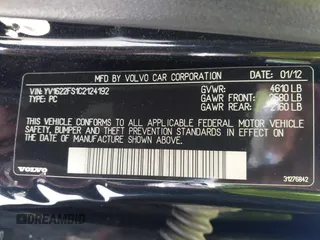 MFD BY VOLVO CAR CORPORATION DATE: 01/12
VIN: YV1622FS1C2124192 GVWR: 4610 LB
TYPE: PC GAWR FRONT: 2580 LB
GAWR REAR: 2160 LB
THIS VEHICLE CONFORMS TO ALL APPLICABLE FEDERAL MOTOR VEHICLE
SAFETY, BUMPER, AND THEFT PREVENTION STANDARDS IN EFFECT ON THE DATE
OF MANUFACTURE SHOWN ABOVE.
VOLVO 31276842
DREAMBID